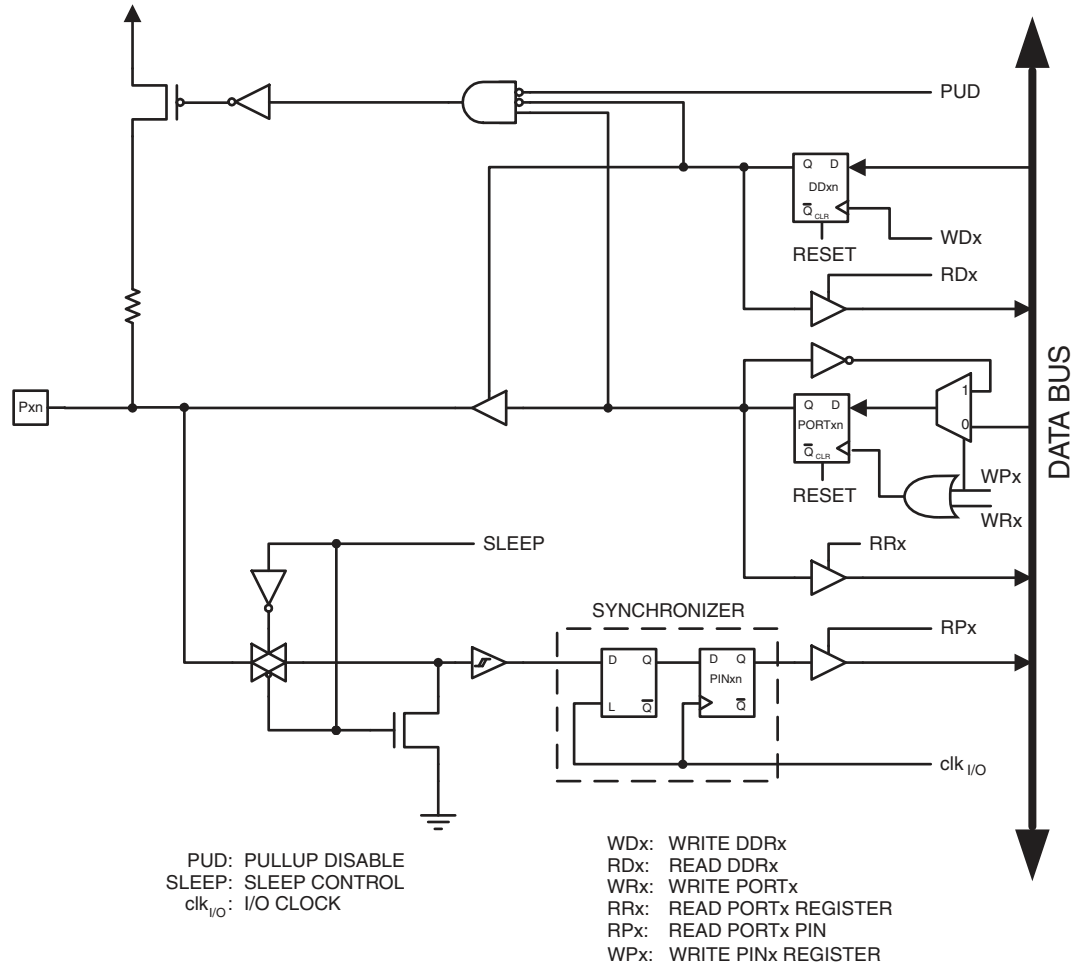 PUD
Q D
DDxn
Q CLR
WDx
RESET
RDx
DATA BUS
Pxn
1
Q D
PORTxn
0
Q CLR
WPx
RESET
WRx
SLEEP
RRx
SYNCHRONIZER
RPx
D Q
D Q
PINxn
L Q
Q
clk I/O
PUD: PULLUP DISABLE
SLEEP: SLEEP CONTROL
clk I/O: I/O CLOCK
WDx: WRITE DDRx
RDx: READ DDRx
WRx: WRITE PORTx
RRx: READ PORTx REGISTER
RPx: READ PORTx PIN
WPx: WRITE PINx REGISTER